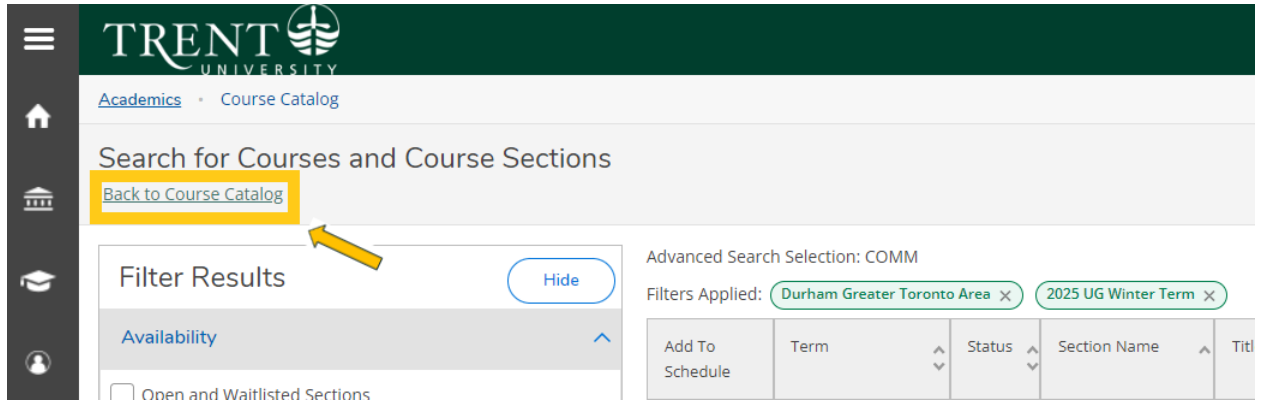 TRENT
UNIVERSITY
Academics · Course Catalog
Search for Courses and Course Sections
Back to Course Catalog
Filter Results
Hide
Availability
Open and Waitlisted Sections
Advanced Search Selection: COMM
Filters Applied: Durham Greater Toronto Area × 2025 UG Winter Term ×
Add To Schedule Term Status Section Name Titl